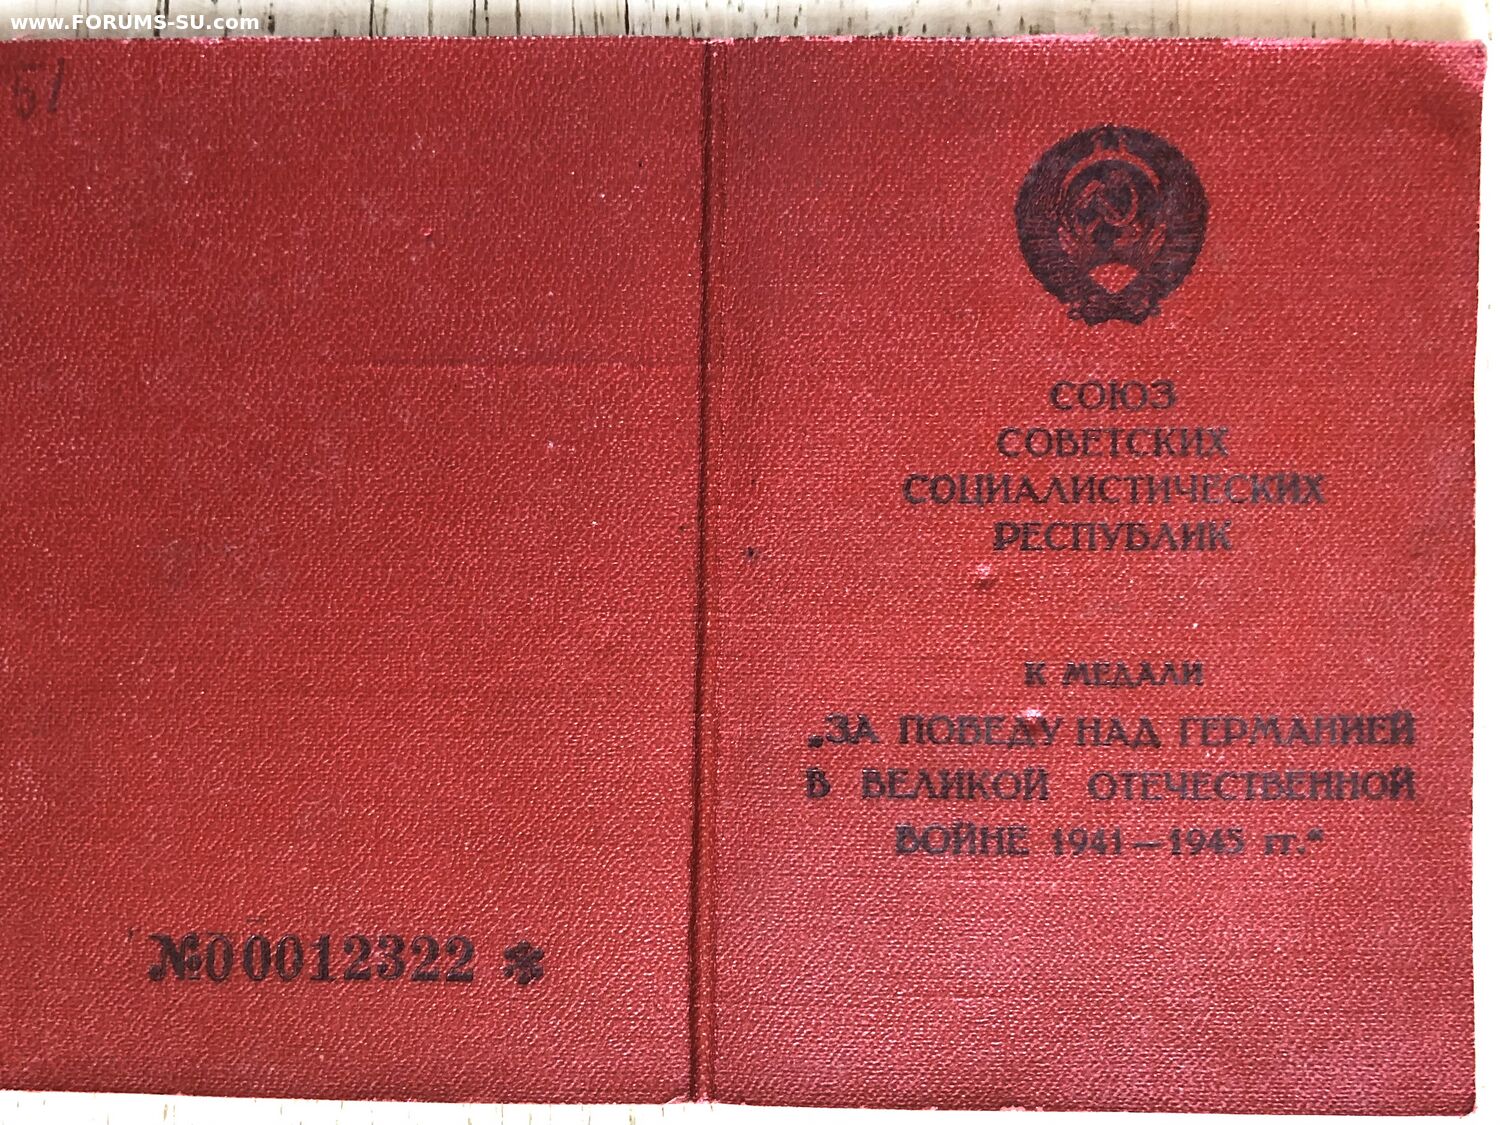 www.FORUMS-SU.com
51
№00012322 *
СОЮЗ
СОВЕТСКИХ
СОЦИАЛИСТИЧЕСКИХ
РЕСПУБЛИК
К МЕДАЛИ
„ЗА ПОБЕДУ НАД ГЕРМАНИЕЙ
В ВЕЛИКОЙ ОТЕЧЕСТВЕННОЙ
ВОЙНЕ 1941—1945 гг.“